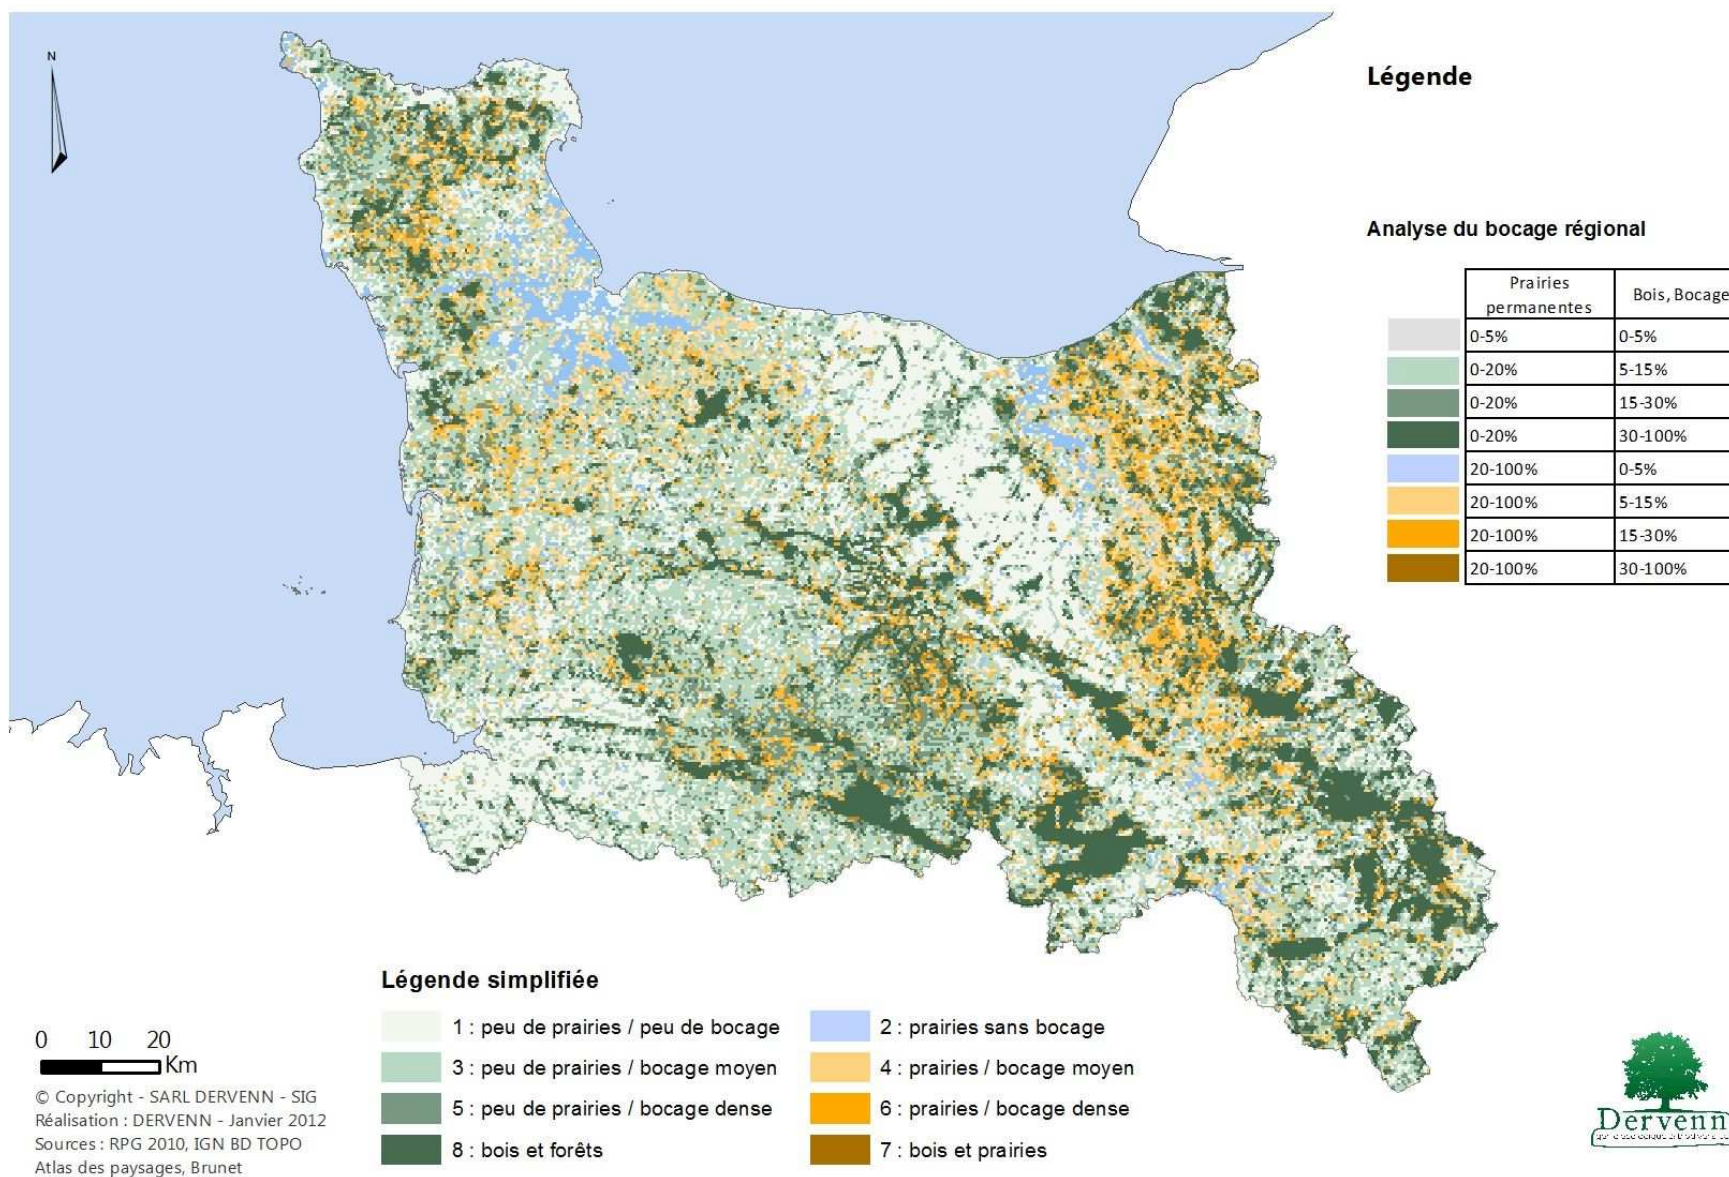 N
Légende
Analyse du bocage régional
Prairies permanentes
Bois, Bocage
0-5% 0-5%
0-20% 5-15%
0-20% 15-30%
0-20% 30-100%
20-100% 0-5%
20-100% 5-15%
20-100% 15-30%
20-100% 30-100%
Légende simplifiée
1 : peu de prairies / peu de bocage
2 : prairies sans bocage
3 : peu de prairies / bocage moyen
4 : prairies / bocage moyen
5 : peu de prairies / bocage dense
6 : prairies / bocage dense
8 : bois et forêts
7 : bois et prairies
0 10 20
Km
© Copyright - SARL DERVENN - SIG
Réalisation : DERVENN - Janvier 2012
Sources : RPG 2010, IGN BD TOPO
Atlas des paysages, Brunet
Dervenn